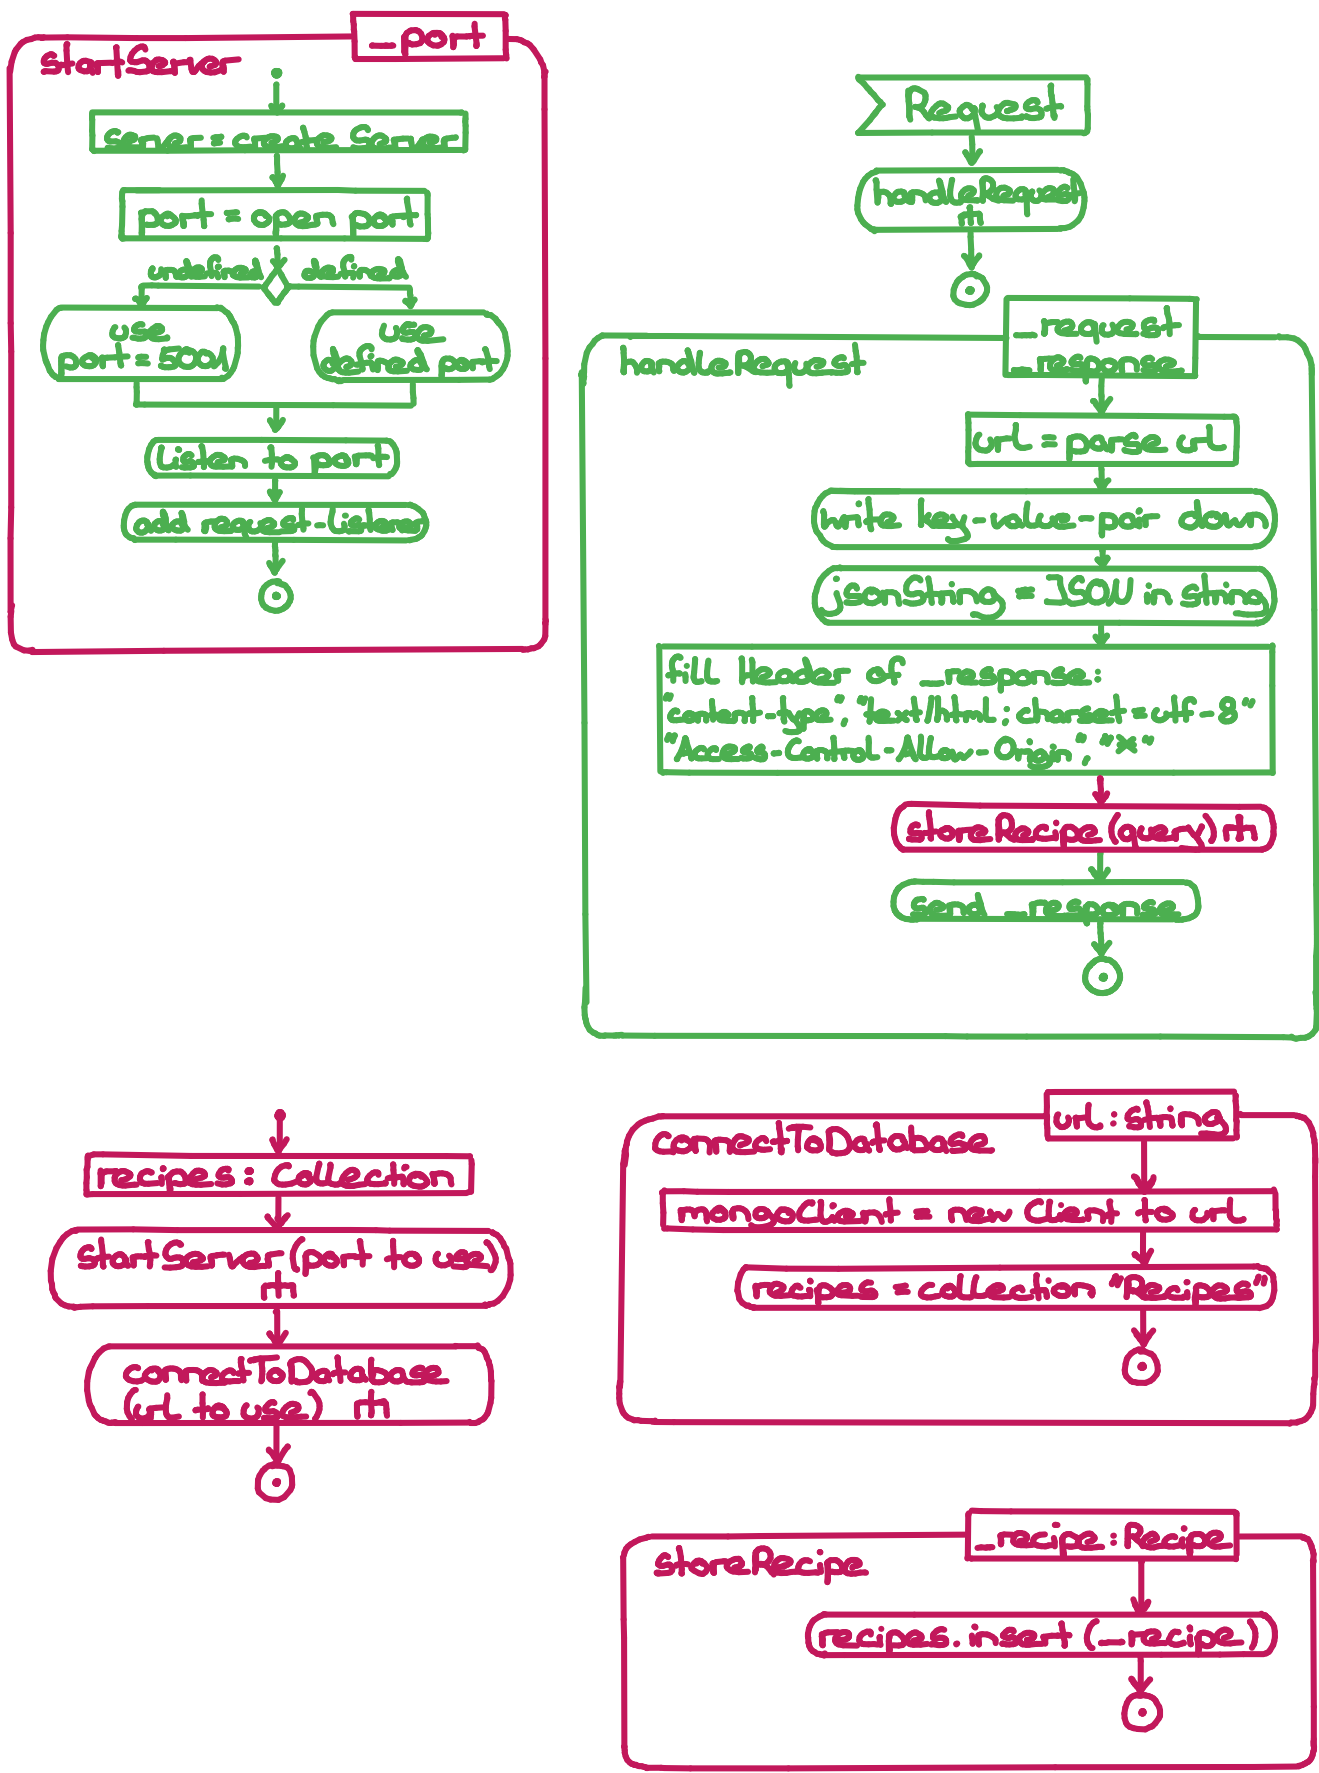 _port
startServer
server = create Server
port = open port
undefined
defined
use
port = 5001
use
defined port
Listen to port
add request-Listener
Request
handleRequest
_request
_response
handleRequest
url = parse url
write key-value-pair down
jsonString = JSON in string
fill Header of _response:
"content-type", "text/html; charset=utf-8"
"Access-Control-Allow-Origin", "*"
storeRecipe(query)
send _response
recipes: Collection
startServer(port to use)
connectToDatabase
(url to use)
url: string
connectToDatabase
mongoClient = new Client to url
recipes = collection "Recipes"
_recipe: Recipe
storeRecipe
recipes.insert(_recipe)